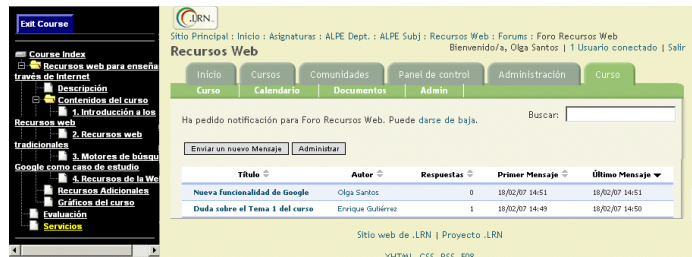 Exit Course
Course Index
Recursos web para enseña
través de Internet
Descripción
Contenidos del curso
1. Introducción a los
Recursos web
2. Recursos web
tradicionales
3. Motores de búsqu
Google como caso de estudio
4. Recursos de la We
Recursos Adicionales
Gráficos del curso
Evaluación
Servicios
.LRN
Sitio Principal : Inicio : Asignaturas : ALPE Dept. : ALPE Subj : Recursos Web : Forums : Foro Recursos Web
Recursos Web
Bienvenido/a, Olga Santos | 1 Usuario conectado | Salir
Inicio Cursos Comunidades Panel de control Administración Curso
Curso Calendario Documentos Admin
Ha pedido notificación para Foro Recursos Web. Puede darse de baja.
Buscar:
Enviar un nuevo Mensaje Administrar
Título Autor Respuestas Primer Mensaje Último Mensaje
Nueva funcionalidad de Google Olga Santos 0 18/02/07 14:51 18/02/07 14:51
Duda sobre el Tema 1 del curso Enrique Gutiérrez 1 18/02/07 14:49 18/02/07 14:50
Sitio web de .LRN | Proyecto .LRN